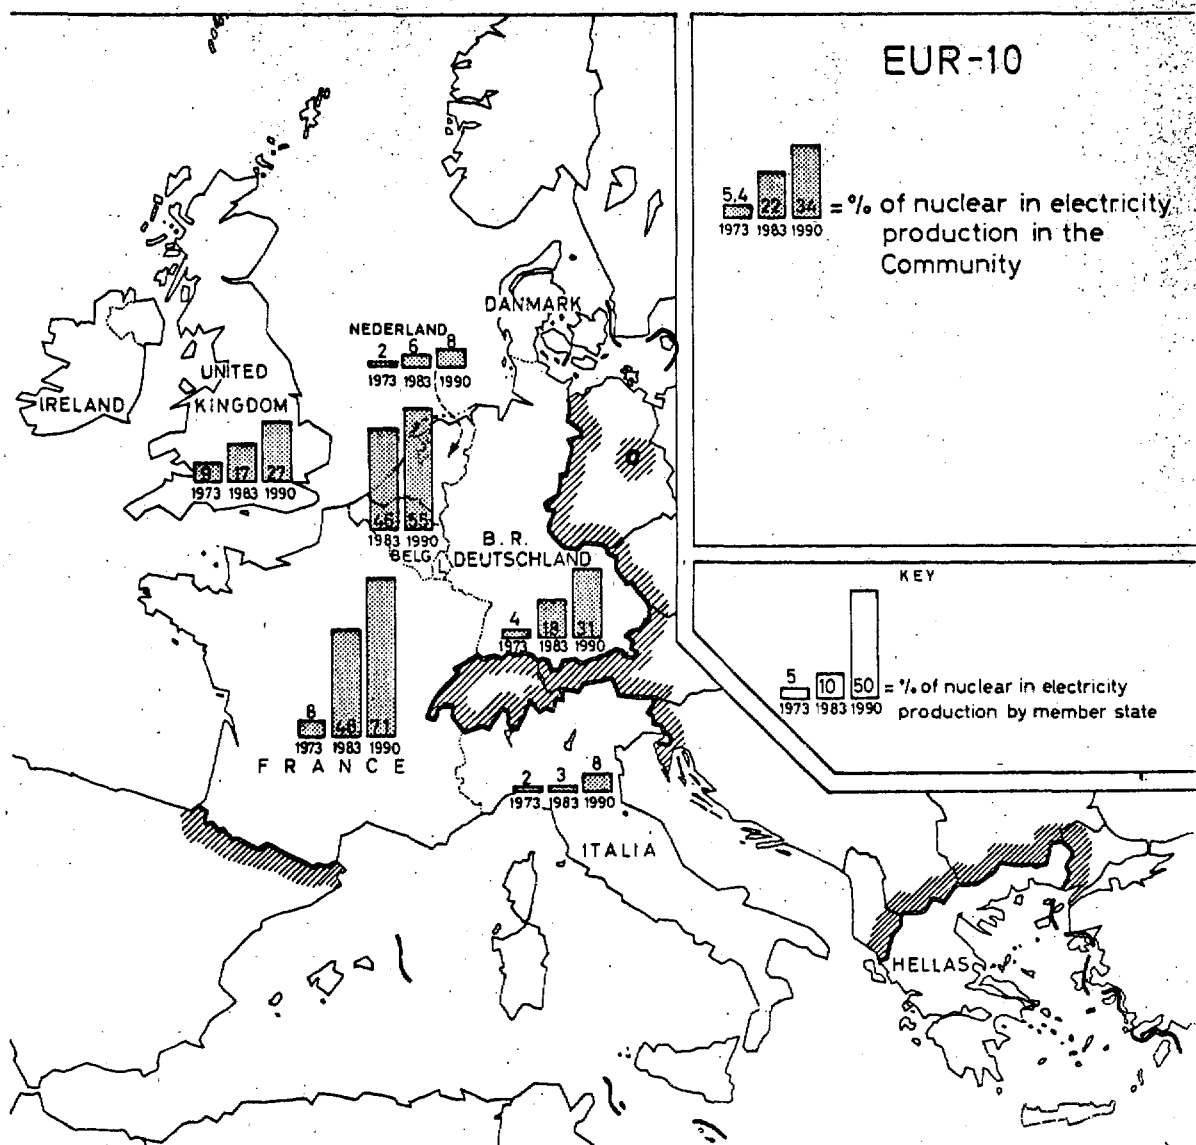 EUR-10
5.4 22 34
1973 1983 1990
= % of nuclear in electricity
production in the
Community
DANMARK
NEDERLAND
2 6 8
1973 1983 1990
UNITED
KINGDOM
IRELAND
9 17 27
1973 1983 1990
46 55
1983 1990
BELG.
B. R.
DEUTSCHLAND
4 18 31
1973 1983 1990
KEY
5 10 50
1973 1983 1990
= % of nuclear in electricity
production by member state
8 48 71
1973 1983 1990
FRANCE
2 3 8
1973 1983 1990
ITALIA
HELLAS